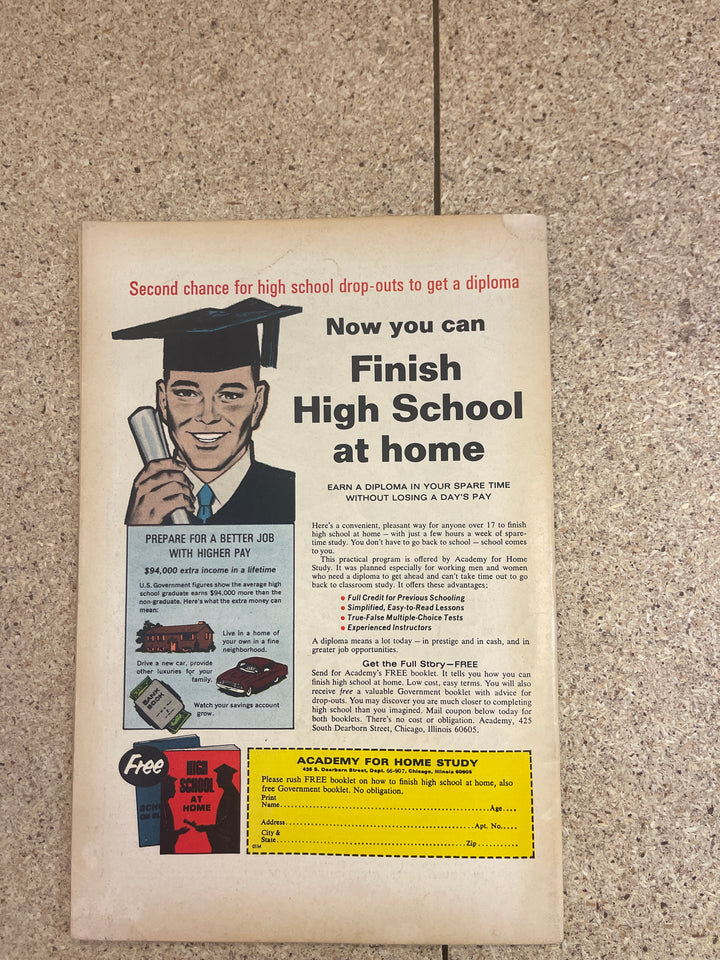 Second chance for high school drop-outs to get a diploma
Now you can
Finish
High School
at home
EARN A DIPLOMA IN YOUR SPARE TIME
WITHOUT LOSING A DAY'S PAY
PREPARE FOR A BETTER JOB
WITH HIGHER PAY
$94,000 extra income in a lifetime
U.S. Government figures show the average high
school graduate earns $94,000 more than the
non-graduate. Here's what the extra money can
mean:
Live in a home of
your own in a fine
neighborhood.
Drive a new car, provide
other luxuries for your
family.
BANK
BOOK
Watch your savings account
grow.
Here's a convenient, pleasant way for anyone over 17 to finish
high school at home — with just a few hours a week of spare-
time study. You don't have to go back to school — school comes
to you.
This practical program is offered by Academy for Home
Study. It was planned especially for working men and women
who need a diploma to get ahead and can't take time out to go
back to classroom study. It offers these advantages:
• Full Credit for Previous Schooling
• Simplified, Easy-to-Read Lessons
• True-False Multiple-Choice Tests
• Experienced Instructors
A diploma means a lot today — in prestige and in cash, and in
greater job opportunities.
Get the Full Story—FREE
Send for Academy's FREE booklet. It tells you how you can
finish high school at home. Low cost, easy terms. You will also
receive free a valuable Government booklet with advice for
drop-outs. You may discover you are much closer to completing
high school than you imagined. Mail coupon below today for
both booklets. There's no cost or obligation. Academy, 425
South Dearborn Street, Chicago, Illinois 60605.
Free
HIGH
SCHOOL
AT
HOME
ACADEMY FOR HOME STUDY
S. Dearborn Street, Dept. 66-907, Chicago, Illinois 60605
Please rush FREE booklet on how to finish high school at home, also
free Government booklet. No obligation.
Print
Name Age
Address Apt. No.
City &
State Zip